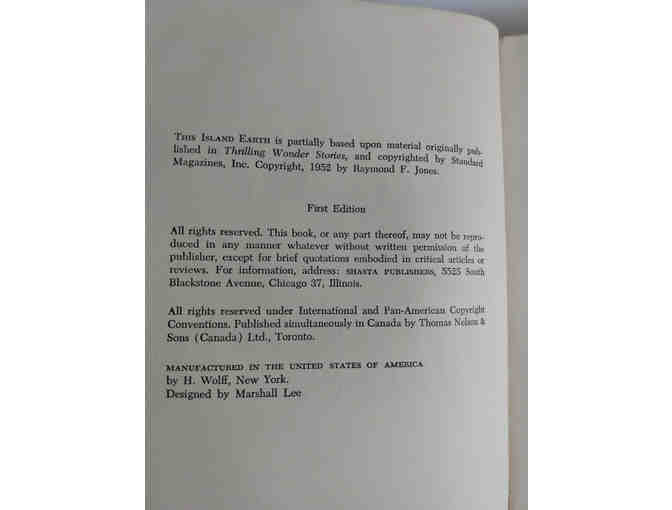 THIS ISLAND EARTH is partially based upon material originally pub-
lished in Thrilling Wonder Stories, and copyrighted by Standard
Magazines, Inc. Copyright, 1952 by Raymond F. Jones.
First Edition
All rights reserved. This book, or any part thereof, may not be repro-
duced in any manner whatever without written permission of the
publisher, except for brief quotations embodied in critical articles or
reviews. For information, address: SHASTA PUBLISHERS, 5525 South
Blackstone Avenue, Chicago 37, Illinois.
All rights reserved under International and Pan-American Copyright
Conventions. Published simultaneously in Canada by Thomas Nelson &
Sons (Canada) Ltd., Toronto.
MANUFACTURED IN THE UNITED STATES OF AMERICA
by H. Wolff, New York.
Designed by Marshall Lee